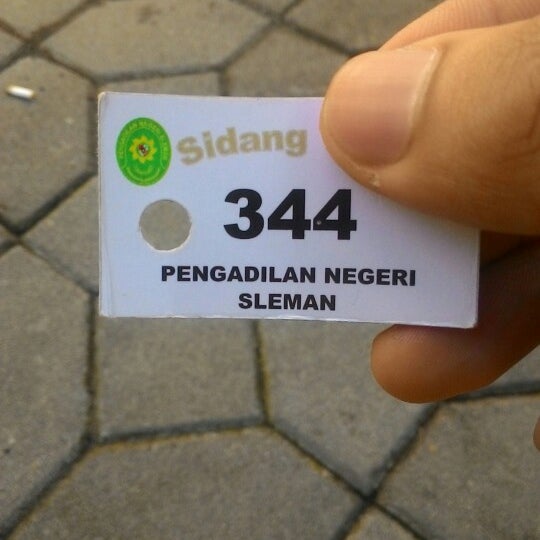 Sidang
344
PENGADILAN NEGERI
SLEMAN